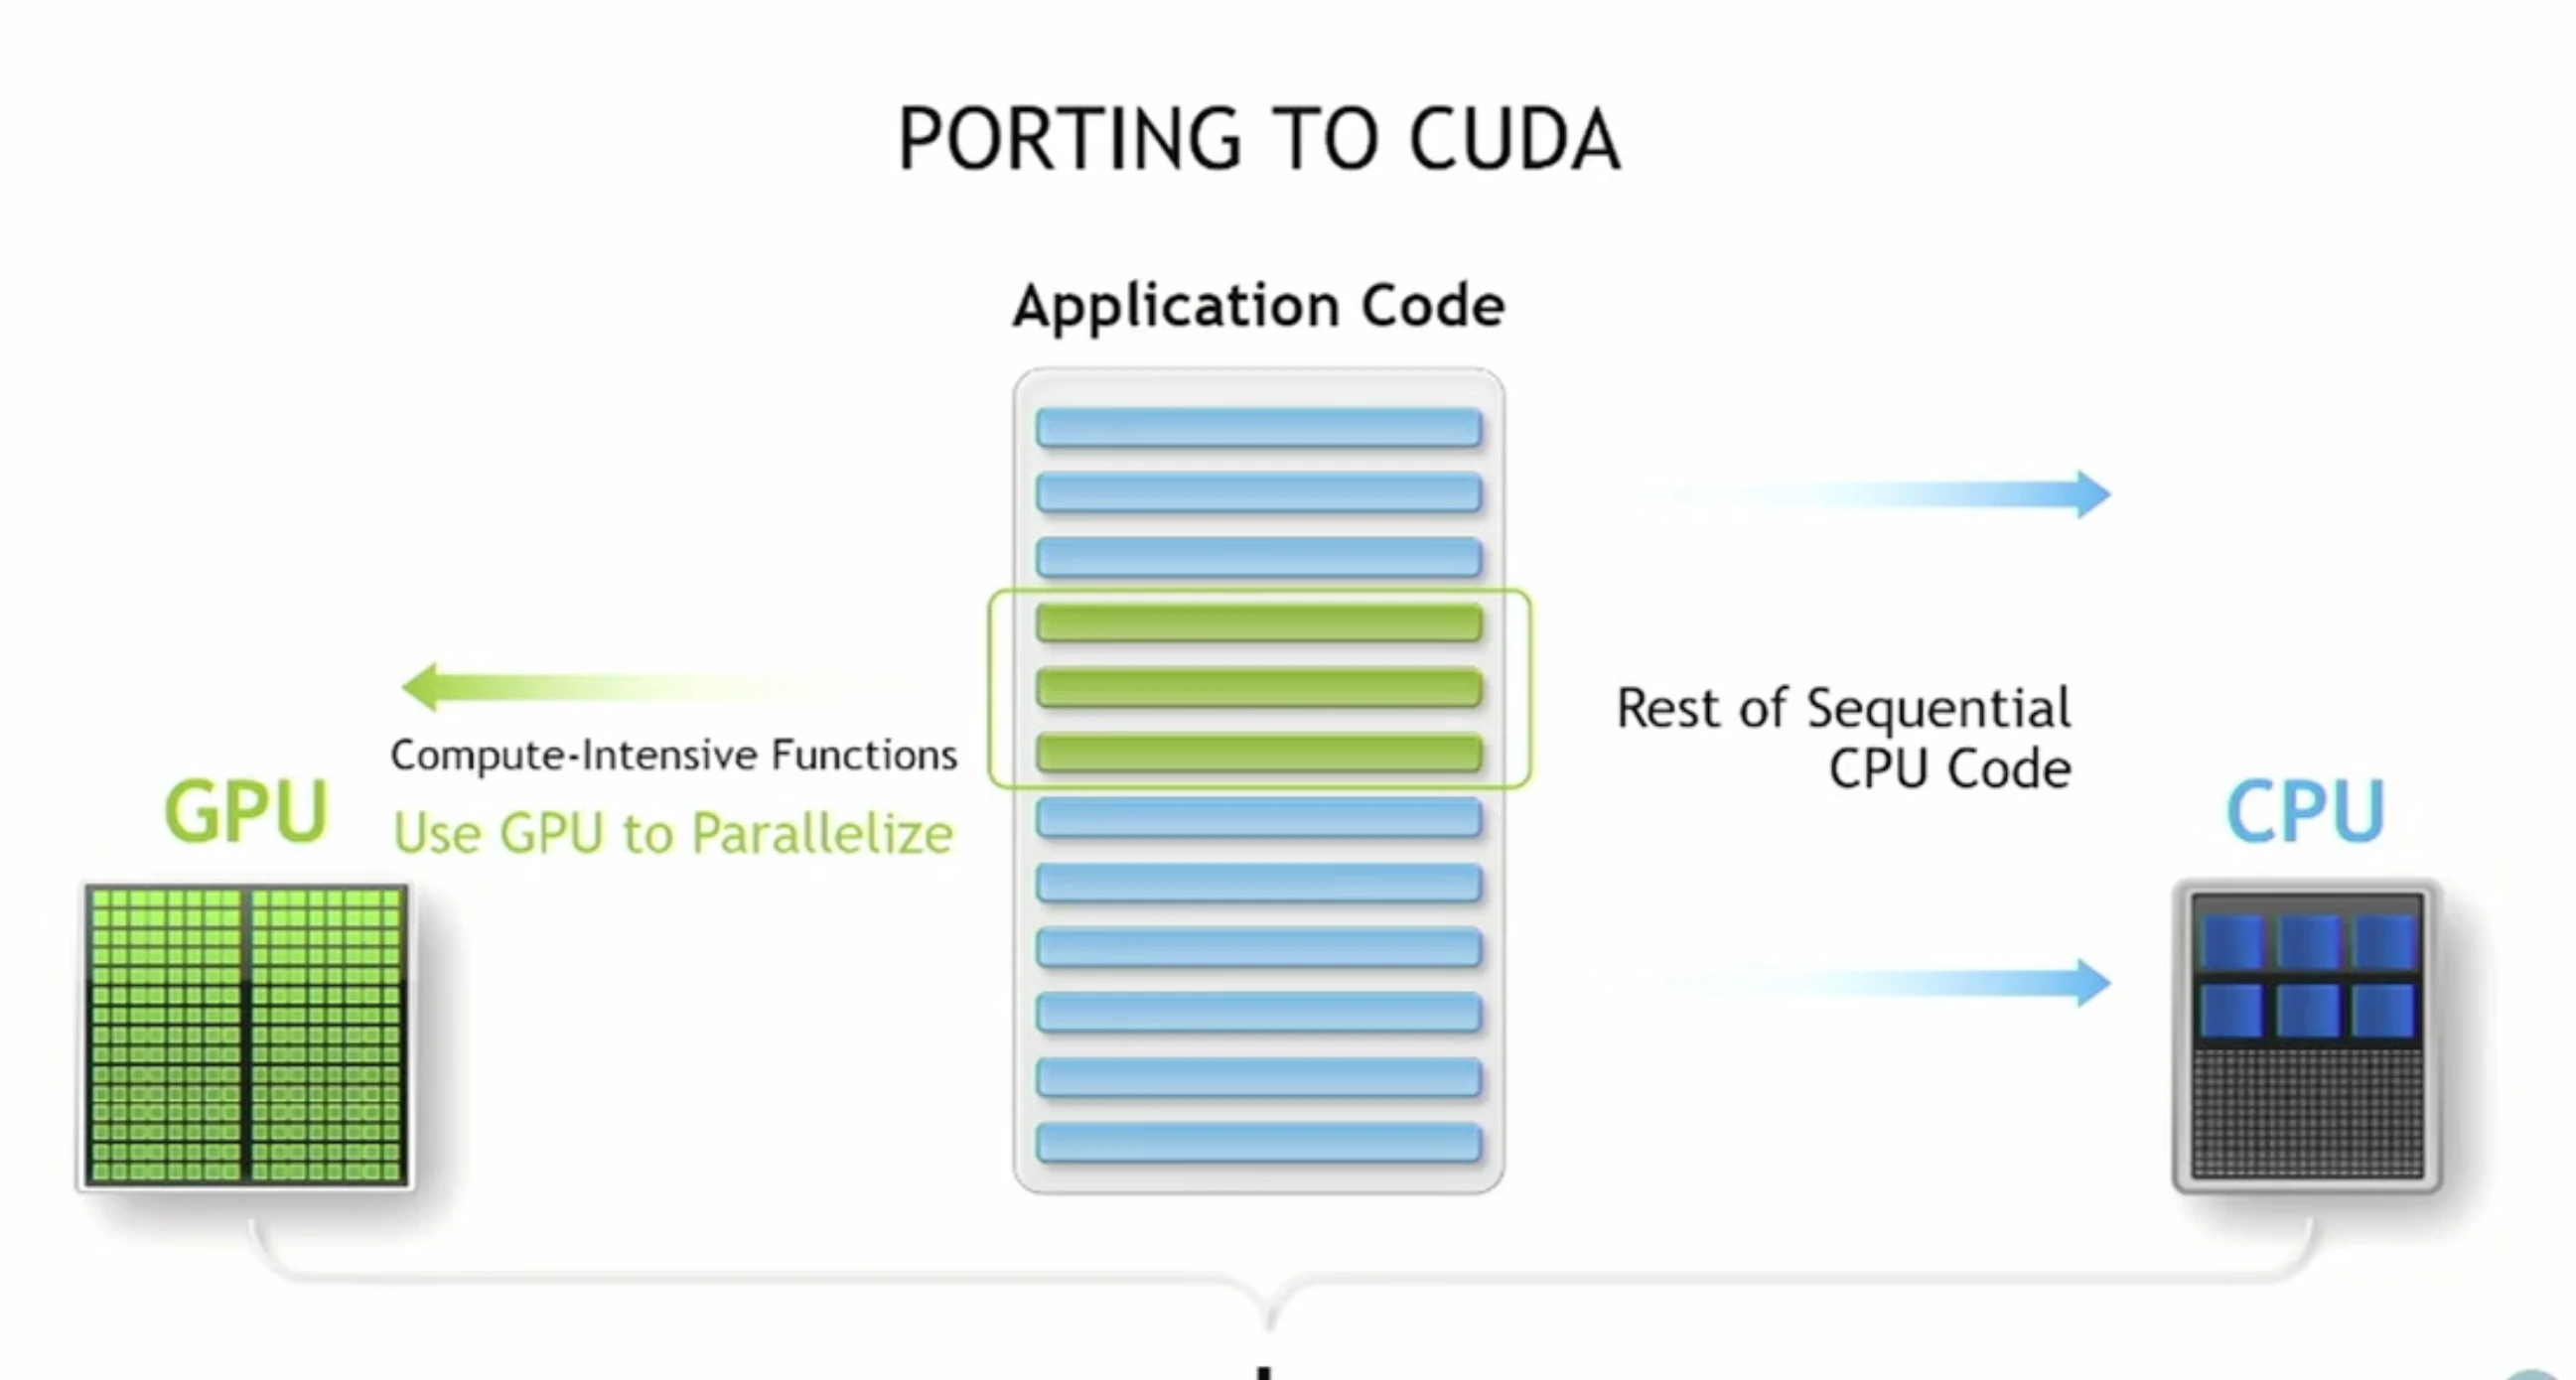 PORTING TO CUDA
Application Code
Compute-Intensive Functions
Use GPU to Parallelize
GPU
Rest of Sequential
CPU Code
CPU